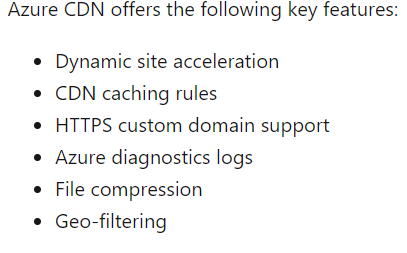 Azure CDN offers the following key features:
• Dynamic site acceleration
• CDN caching rules
• HTTPS custom domain support
• Azure diagnostics logs
• File compression
• Geo-filtering